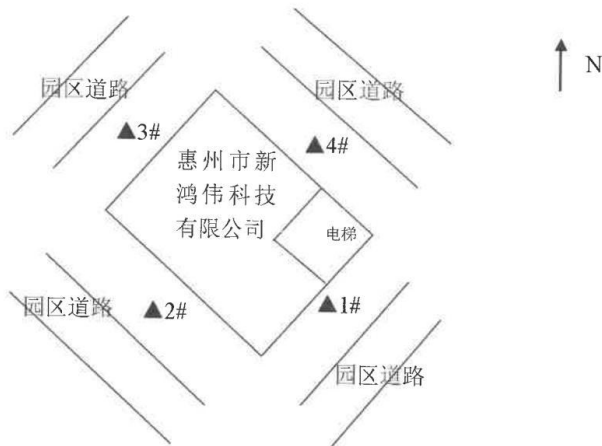 N
园区道路
园区道路
▲3#
▲4#
惠州市新
鸿伟科技
有限公司
电梯
园区道路
▲2#
▲1#
园区道路